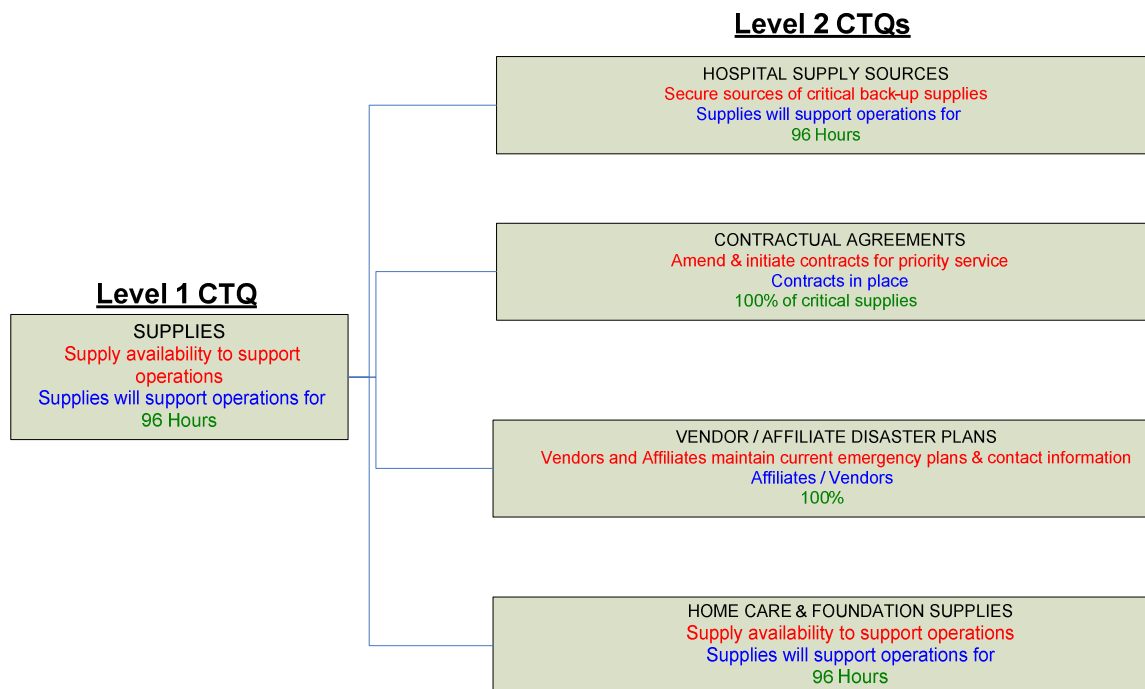 Level 2 CTQs
HOSPITAL SUPPLY SOURCES
Secure sources of critical back-up supplies
Supplies will support operations for
96 Hours
CONTRACTUAL AGREEMENTS
Amend & initiate contracts for priority service
Contracts in place
100% of critical supplies
Level 1 CTQ
SUPPLIES
Supply availability to support
operations
Supplies will support operations for
96 Hours
VENDOR / AFFILIATE DISASTER PLANS
Vendors and Affiliates maintain current emergency plans & contact information
Affiliates / Vendors
100%
HOME CARE & FOUNDATION SUPPLIES
Supply availability to support operations
Supplies will support operations for
96 Hours